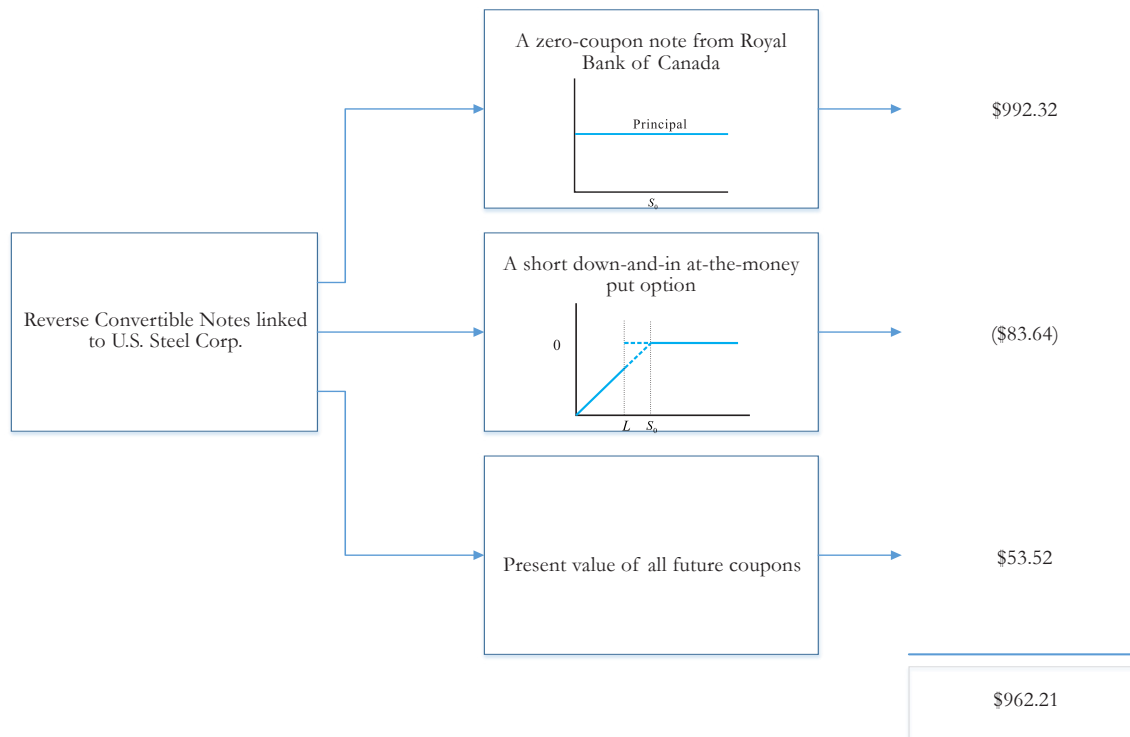 A zero-coupon note from Royal
Bank of Canada
Principal
S₀
$992.32
Reverse Convertible Notes linked
to U.S. Steel Corp.
A short down-and-in at-the-money
put option
0
L S₀
($83.64)
Present value of all future coupons
$53.52
$962.21